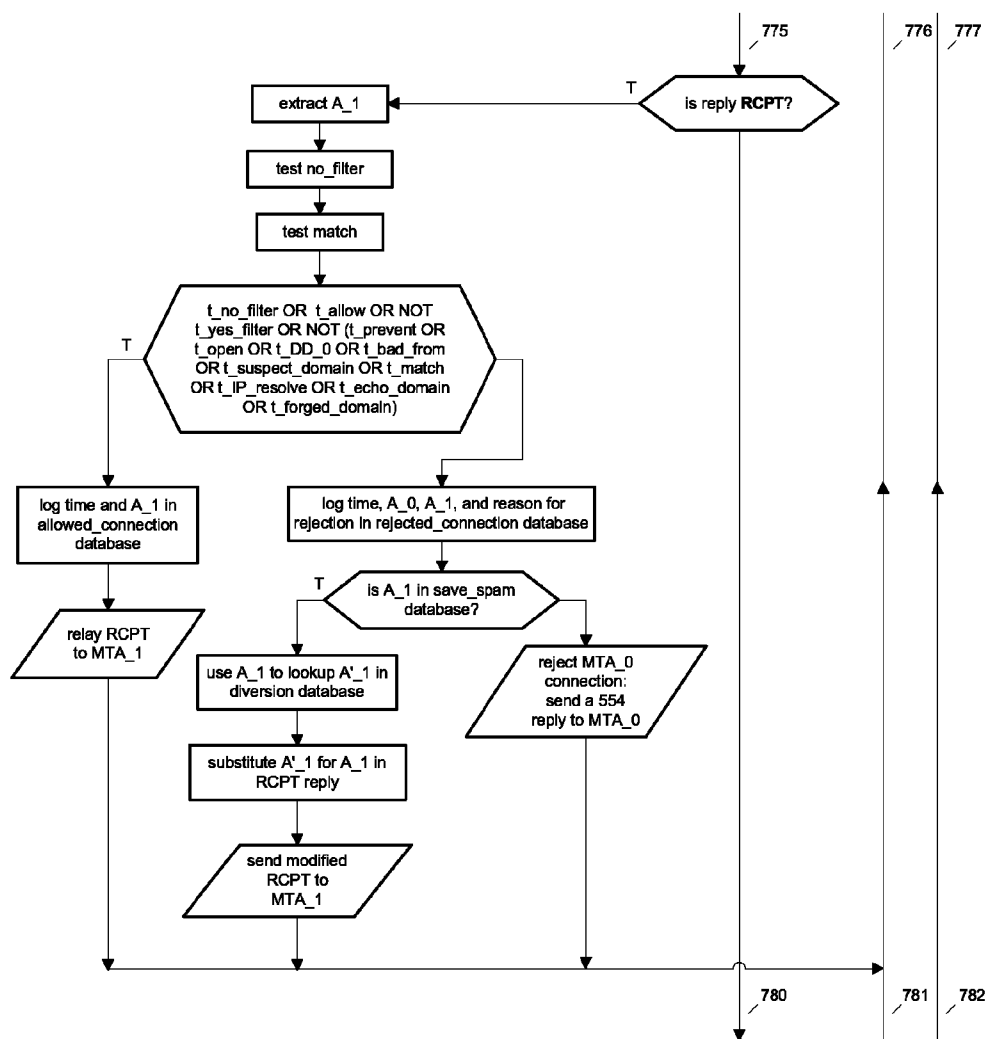 775
776
777
T
extract A_1
is reply RCPT?
test no_filter
test match
t_no_filter OR t_allow OR NOT
t_yes_filter OR NOT (t_prevent OR
t_open OR t_DD_0 OR t_bad_from
OR t_suspect_domain OR t_match
OR t_IP_resolve OR t_echo_domain
OR t_forged_domain)
T
log time and A_1 in
allowed_connection
database
log time, A_0, A_1, and reason for
rejection in rejected_connection database
T
is A_1 in save_spam
database?
relay RCPT
to MTA_1
use A_1 to lookup A'_1 in
diversion database
reject MTA_0
connection:
send a 554
reply to MTA_0
substitute A'_1 for A_1 in
RCPT reply
send modified
RCPT to
MTA_1
780
781
782